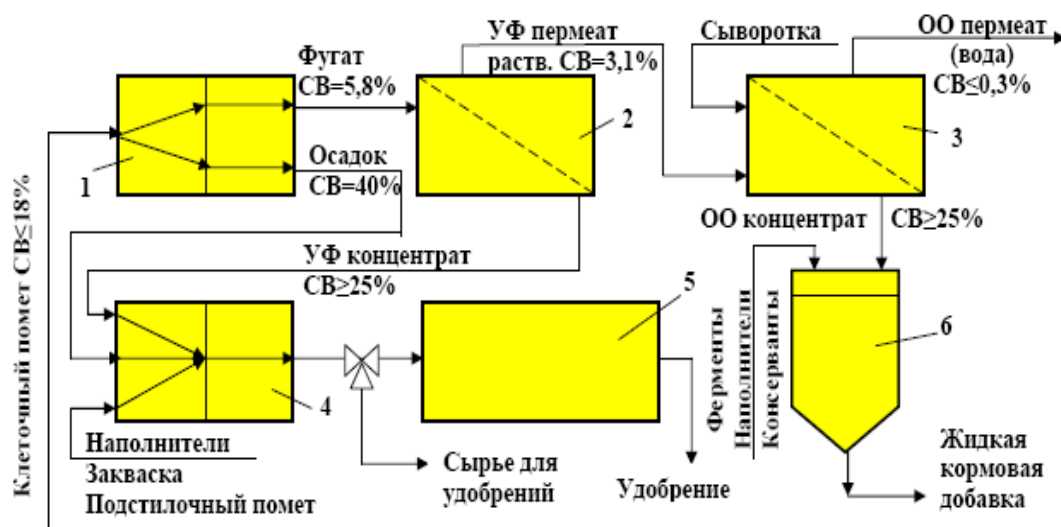 УФ пермеат
раств. СВ=3,1%
Сыворотка
ОО пермеат
(вода)
СВ≤0,3%
Фугат
СВ=5,8%
2
3
1
Осадок
СВ=40%
Клеточный помет СВ≤18%
ОО концентрат
СВ≥25%
УФ концентрат
СВ≥25%
5
6
4
Ферменты
Наполнители
Консерванты
Наполнители
Закваска
Подстилочный помет
Сырье для
удобрений
Удобрение
Жидкая
кормовая
добавка